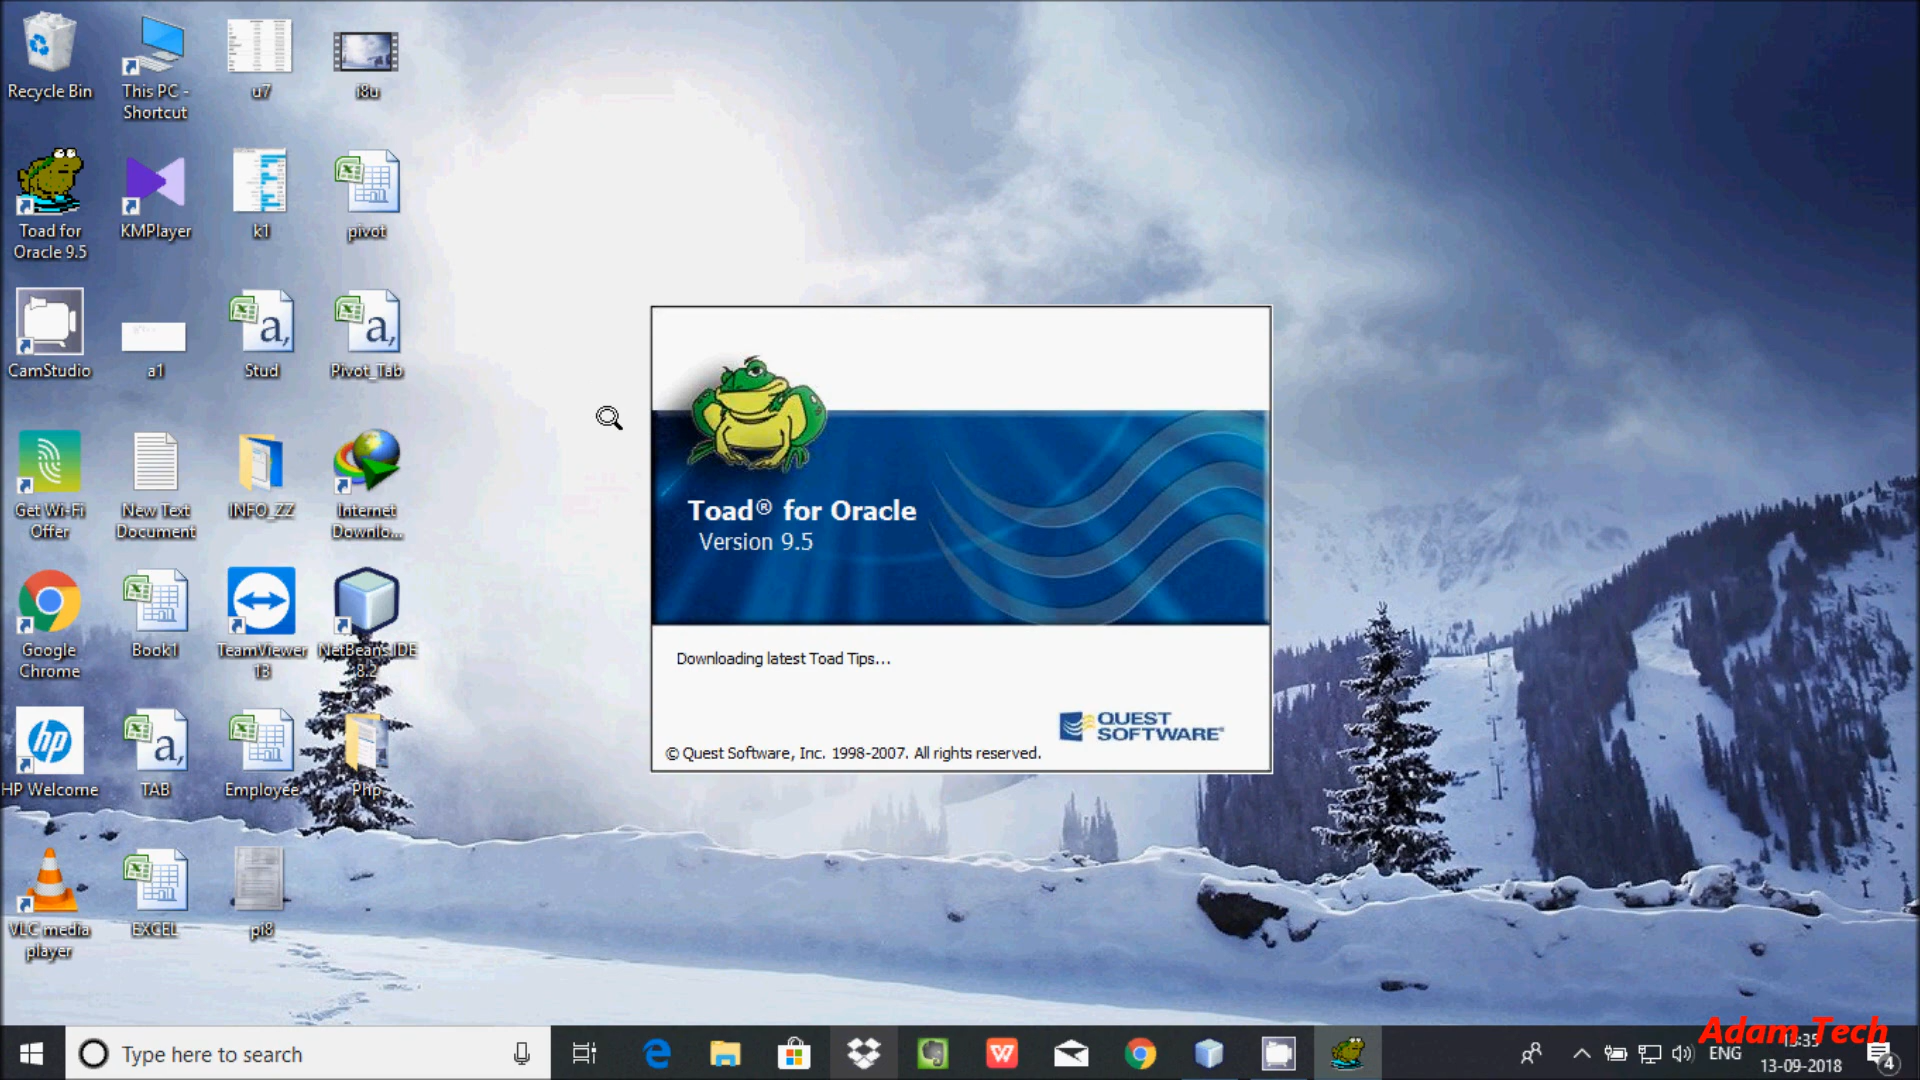 Recycle Bin
This PC -
Shortcut
u7
i8u
Toad for
Oracle 9.5
KMPlayer
k1
pivot
CamStudio
a1
a,
Stud
a,
Pivot_Tab
Get Wi-Fi
Offer
New Text
Document
INFO_ZZ
Internet
Downlo...
Google
Chrome
Book1
TeamViewer
13
NetBeans IDE
8.2
hp
HP Welcome
a,
TAB
Employee
Php
VLC media
player
EXCEL
pi8
Toad® for Oracle
Version 9.5
Downloading latest Toad Tips...
QUEST
SOFTWARE®
© Quest Software, Inc. 1998-2007. All rights reserved.
Type here to search
ENG
13:35
13-09-2018
4
Adam Tech